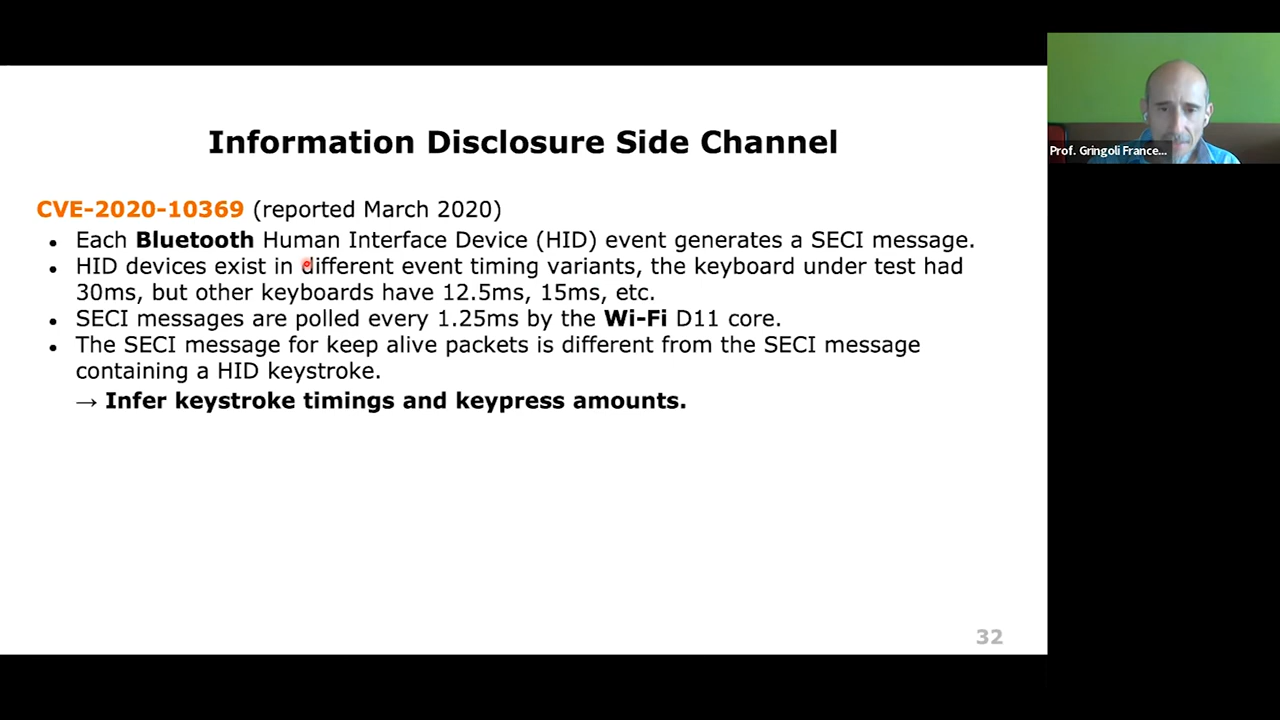 Information Disclosure Side Channel
CVE-2020-10369 (reported March 2020)
• Each Bluetooth Human Interface Device (HID) event generates a SECI message.
• HID devices exist in different event timing variants, the keyboard under test had
30ms, but other keyboards have 12.5ms, 15ms, etc.
• SECI messages are polled every 1.25ms by the Wi-Fi D11 core.
• The SECI message for keep alive packets is different from the SECI message
containing a HID keystroke.
→ Infer keystroke timings and keypress amounts.
32
Prof. Gringoli France...